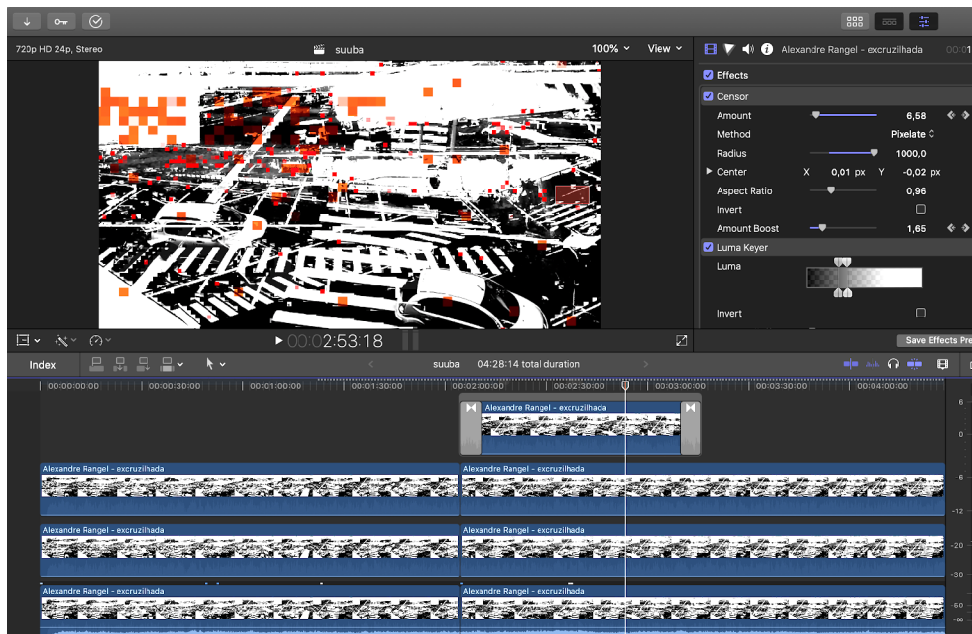 720p HD 24p, Stereo
suuba
100%
View
Alexandre Rangel - excruzilhada
00:0
Effects
Censor
Amount 6,58
Method Pixelate
Radius 1000,0
Center X 0,01 px Y -0,02 px
Aspect Ratio 0,96
Invert
Amount Boost 1,65
Luma Keyer
Luma
Invert
00:02:53:18
Save Effects Pre
Index
suuba 04:28:14 total duration
00:00:00:00 00:00:30:00 00:01:00:00 00:01:30:00 00:02:00:00 00:02:30:00 00:03:00:00 00:03:30:00 00:04:00:00
Alexandre Rangel - excruzilhada
Alexandre Rangel - excruzilhada Alexandre Rangel - excruzilhada
Alexandre Rangel - excruzilhada Alexandre Rangel - excruzilhada
Alexandre Rangel - excruzilhada Alexandre Rangel - excruzilhada
6
0
-6
-12
-20
-30
-60
-∞